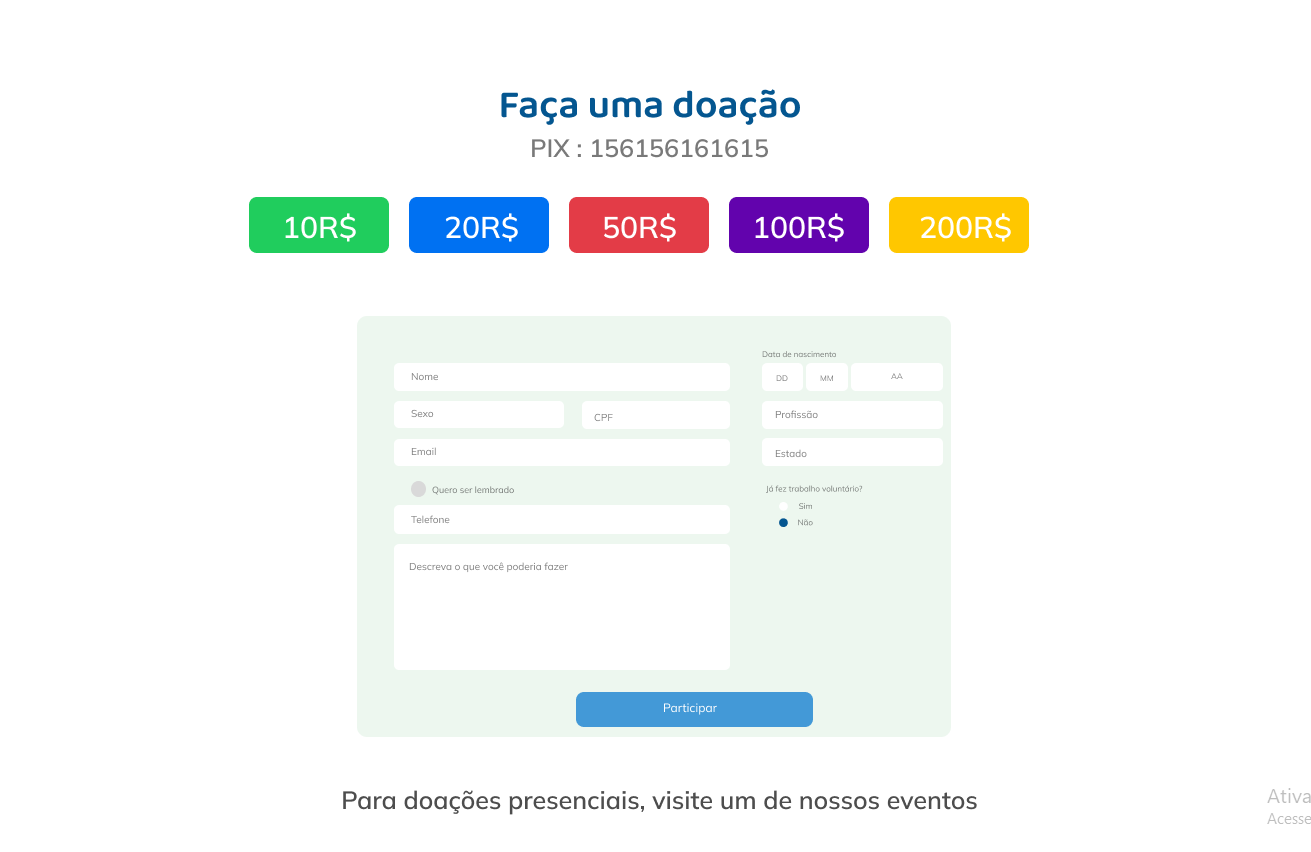 Faça uma doação
PIX : 156156161615
10R$ 20R$ 50R$ 100R$ 200R$
Data de nascimento
Nome DD MM AA
Sexo CPF Profissão
Email Estado
Quero ser lembrado Já fez trabalho voluntário?
Sim
Telefone Não
Descreva o que você poderia fazer
Participar
Para doações presenciais, visite um de nossos eventos
Ativa
Acesse